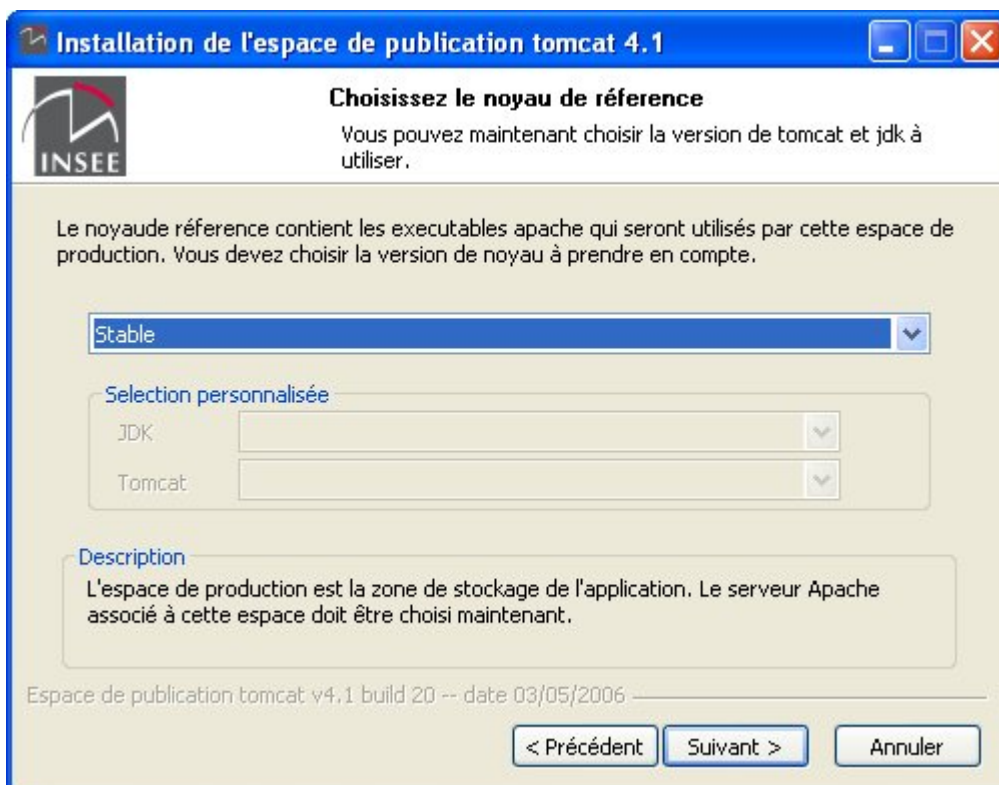 Installation de l'espace de publication tomcat 4.1
INSEE
Choisissez le noyau de réference
Vous pouvez maintenant choisir la version de tomcat et jdk à
utiliser.
Le noyaude réference contient les executables apache qui seront utilisés par cette espace de
production. Vous devez choisir la version de noyau à prendre en compte.
Stable
Selection personnalisée
JDK
Tomcat
Description
L'espace de production est la zone de stockage de l'application. Le serveur Apache
associé à cette espace doit être choisi maintenant.
Espace de publication tomcat v4.1 build 20 -- date 03/05/2006
< Précédent
Suivant >
Annuler